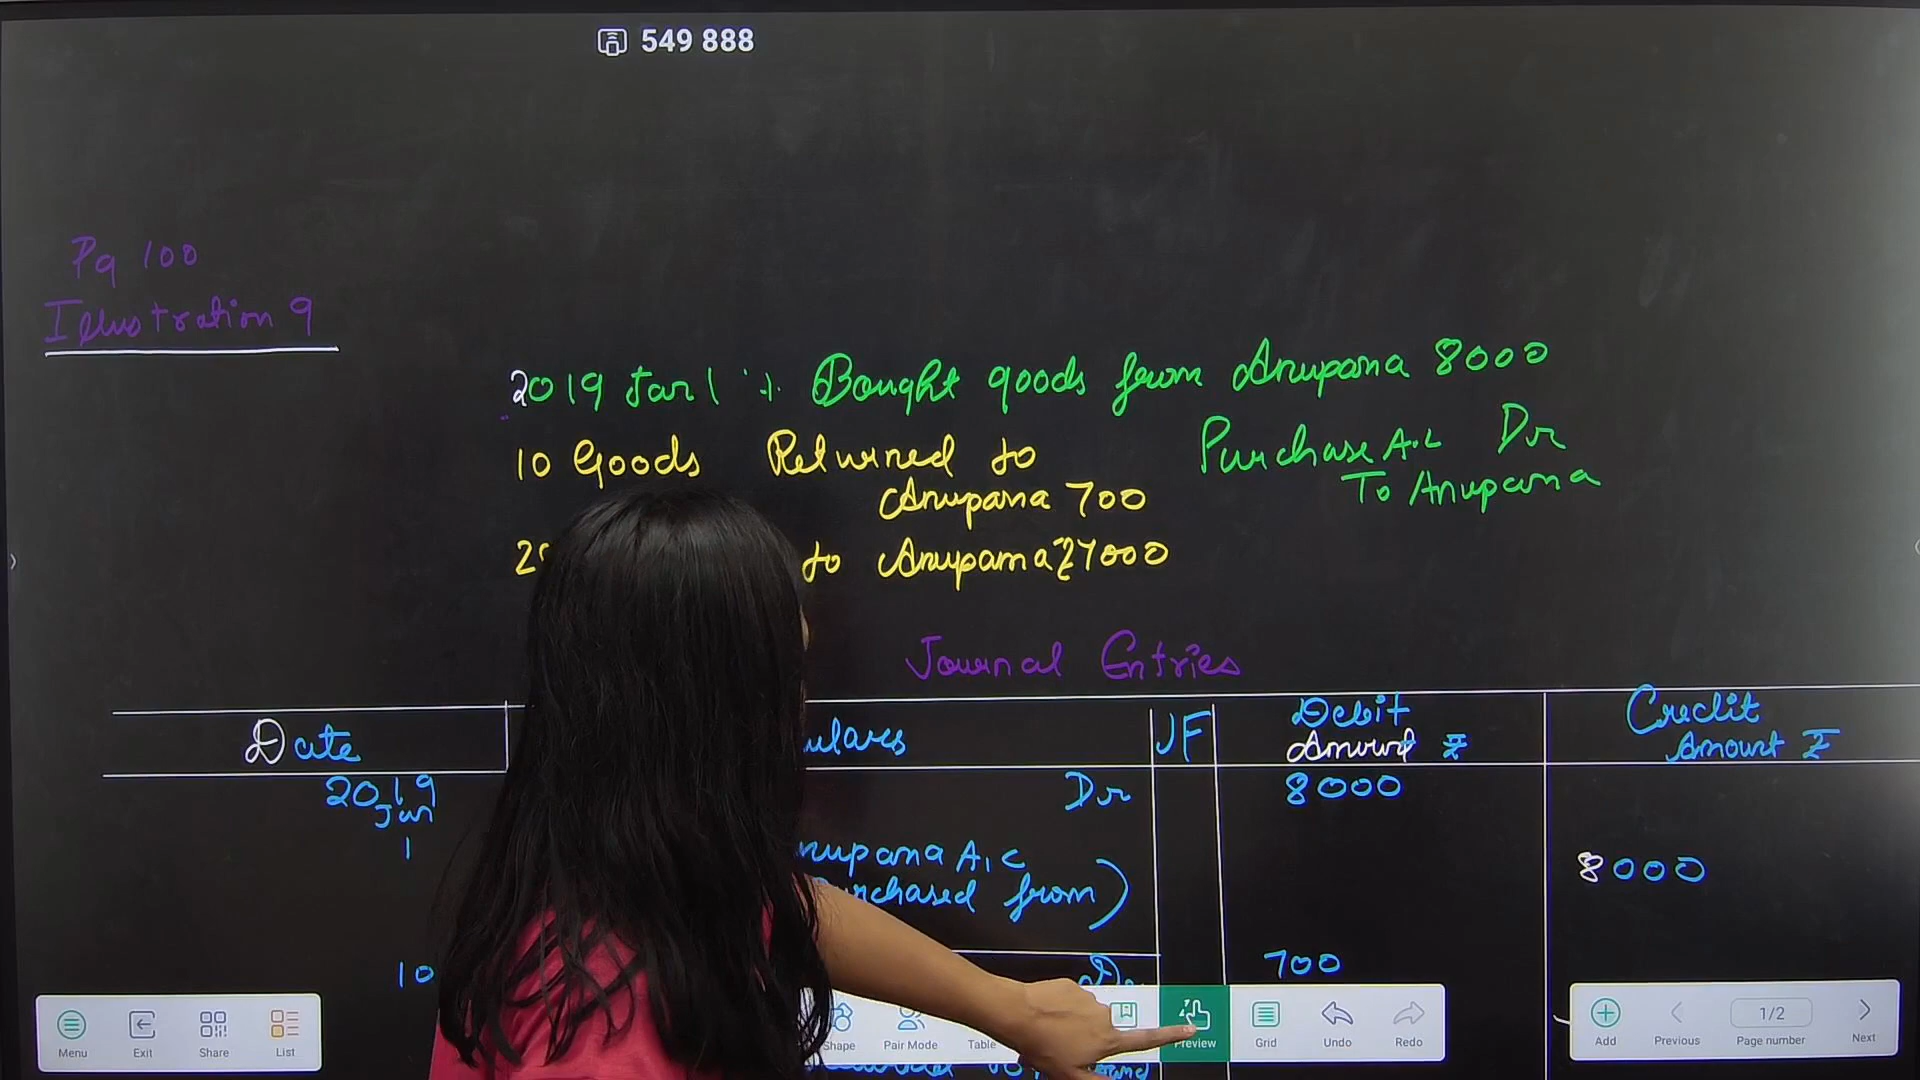 549 888
Pg 100
Illustration 9
2019 Jan 1 :+ Bought goods from Anupama 8000
10 Goods Returned to
Anupama 700
Purchase A.C Dr
To Anupama
to Anupama ₹7000
Journal Entries
Date
JF
Debit
Amount ₹
Credit
Amount ₹
2019
Jan
1
Dr
8000
Anupama A.C
purchased from)
8000
10
Dr
700
Menu
Exit
Share
List
Shape
Pair Mode
Table
Preview
Grid
Undo
Redo
Add
Previous
1/2
Page number
Next